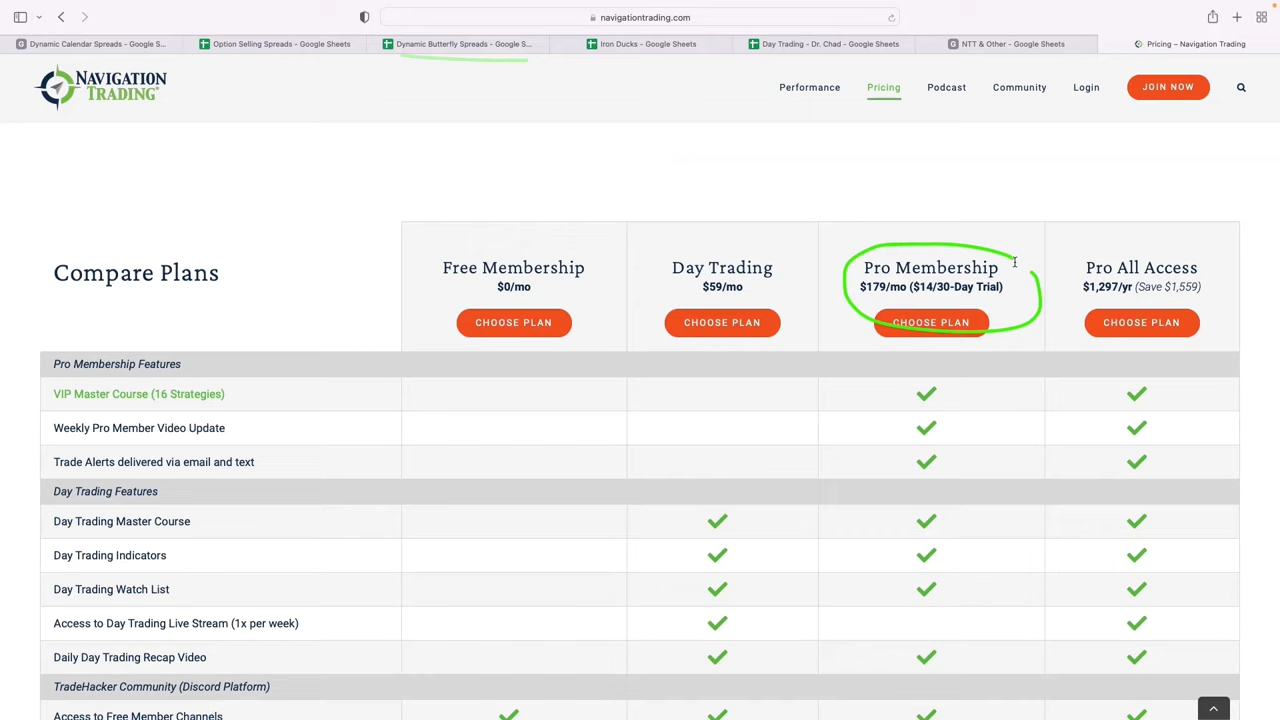 navigationtrading.com
Dynamic Calendar Spreads - Google S...
Option Selling Spreads - Google Sheets
Dynamic Butterfly Spreads - Google S...
Iron Ducks - Google Sheets
Day Trading - Dr. Chad - Google Sheets
NTT & Other - Google Sheets
Pricing – Navigation Trading
NAVIGATION
TRADING
Performance
Pricing
Podcast
Community
Login
JOIN NOW
Compare Plans
Free Membership
$0/mo
CHOOSE PLAN
Day Trading
$59/mo
CHOOSE PLAN
Pro Membership
$179/mo ($14/30-Day Trial)
CHOOSE PLAN
Pro All Access
$1,297/yr (Save $1,559)
CHOOSE PLAN
Pro Membership Features
VIP Master Course (16 Strategies)
Weekly Pro Member Video Update
Trade Alerts delivered via email and text
Day Trading Features
Day Trading Master Course
Day Trading Indicators
Day Trading Watch List
Access to Day Trading Live Stream (1x per week)
Daily Day Trading Recap Video
TradeHacker Community (Discord Platform)
Access to Free Member Channels